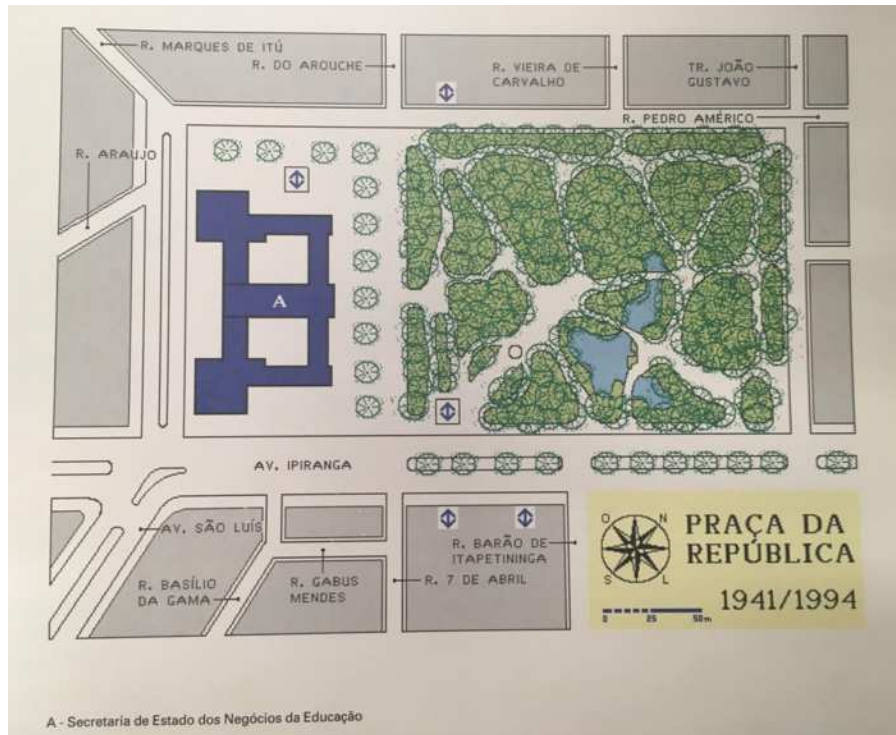 R. MARQUES DE ITÚ
R. DO AROUCHE
R. VIEIRA DE
CARVALHO
TR. JOÃO
GUSTAVO
R. PEDRO AMÉRICO
R. ARAUJO
A
AV. IPIRANGA
AV. SÃO LUÍS
R. BASÍLIO
DA GAMA
R. GABUS
MENDES
R. BARÃO DE
ITAPETININGA
R. 7 DE ABRIL
O N
S L
PRAÇA DA
REPÚBLICA
1941/1994
0 25 50m
A - Secretaria de Estado dos Negócios da Educação